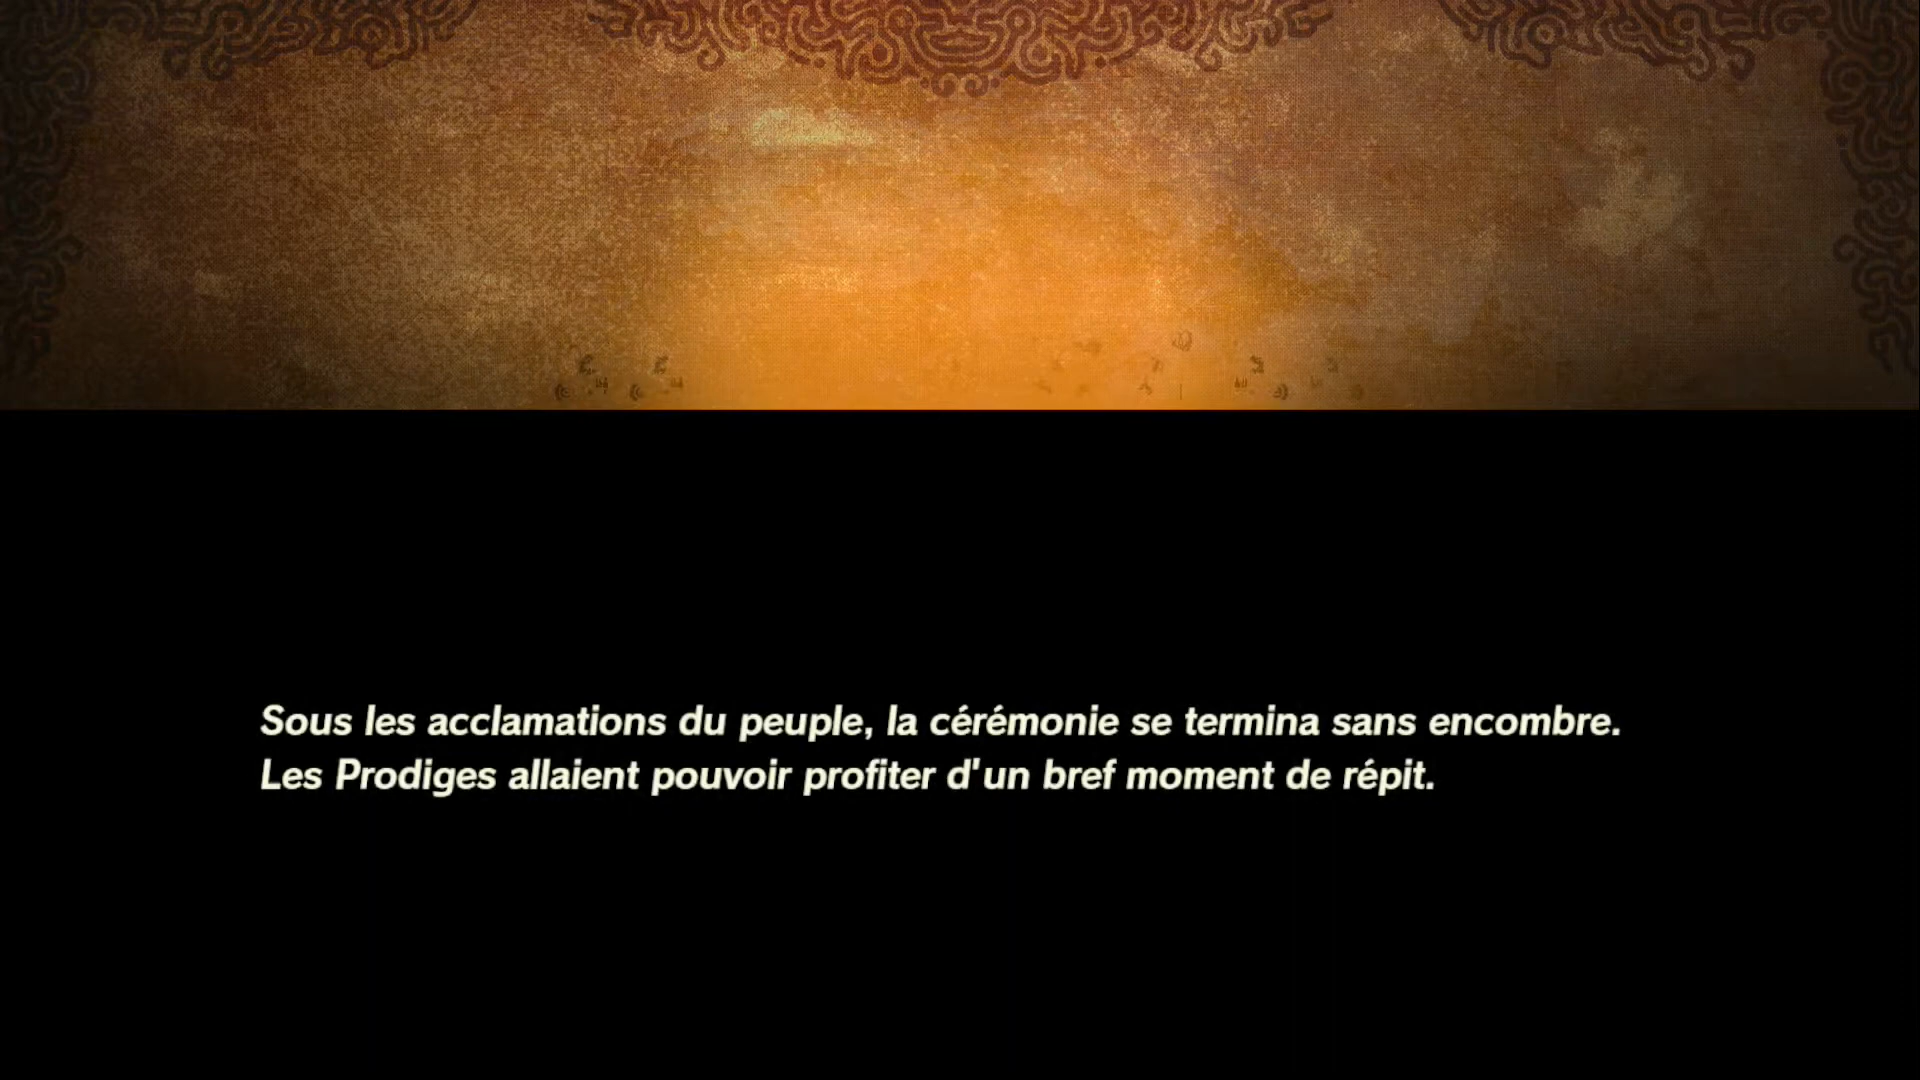 Sous les acclamations du peuple, la cérémonie se termina sans encombre.
Les Prodiges allaient pouvoir profiter d'un bref moment de répit.